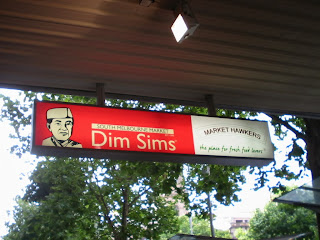 SOUTH MELBOURNE MARKET
Dim Sims
MARKET HAWKERS
the place for fresh food lovers